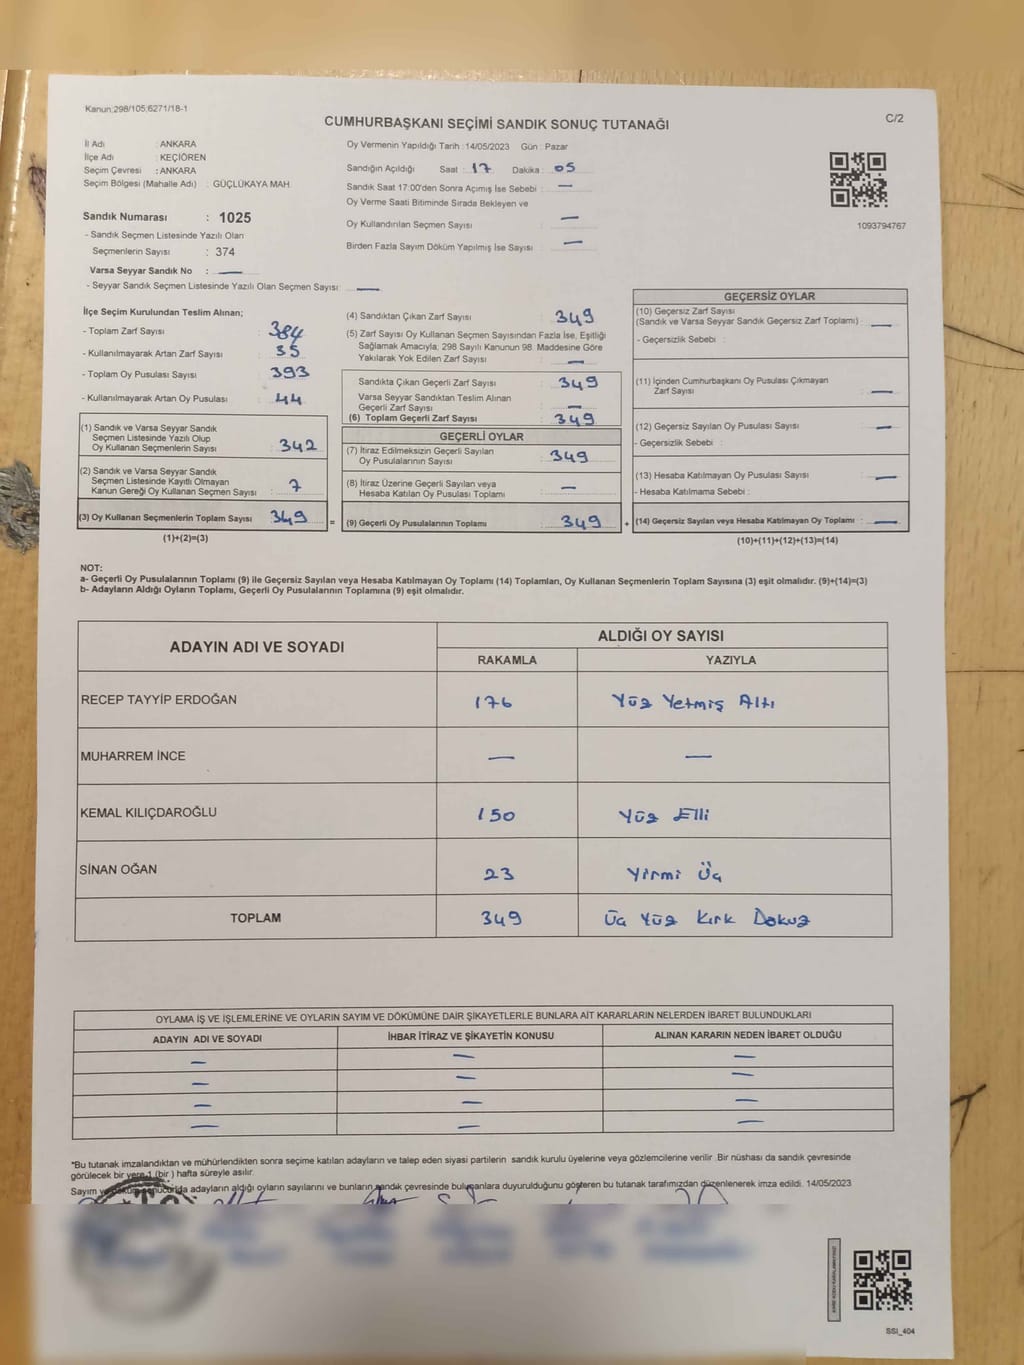 Kanun;298/105;6271/18-1
C/2
CUMHURBAŞKANI SEÇİMİ SANDIK SONUÇ TUTANAĞI
İl Adı : ANKARA
İlçe Adı : KEÇİÖREN
Seçim Çevresi : ANKARA
Seçim Bölgesi (Mahalle Adı) : GÜÇLÜKAYA MAH.
Sandık Numarası : 1025
- Sandık Seçmen Listesinde Yazılı Olan
Seçmenlerin Sayısı : 374
Varsa Seyyar Sandık No : —
- Seyyar Sandık Seçmen Listesinde Yazılı Olan Seçmen Sayısı: —
Oy Vermenin Yapıldığı Tarih : 14/05/2023 Gün : Pazar
Sandığın Açıldığı Saat : 17 Dakika : 05
Sandık Saat 17:00'den Sonra Açımış İse Sebebi : —
Oy Verme Saati Bitiminde Sırada Bekleyen ve
Oy Kullandırılan Seçmen Sayısı : —
Birden Fazla Sayım Döküm Yapılmış İse Sayısı : —
1093794767
İlçe Seçim Kurulundan Teslim Alınan;
- Toplam Zarf Sayısı : 384
- Kullanılmayarak Artan Zarf Sayısı : 35
- Toplam Oy Pusulası Sayısı : 393
- Kullanılmayarak Artan Oy Pusulası : 44
(1) Sandık ve Varsa Seyyar Sandık
Seçmen Listesinde Yazılı Olup
Oy Kullanan Seçmenlerin Sayısı : 342
(2) Sandık ve Varsa Seyyar Sandık
Seçmen Listesinde Kayıtlı Olmayan
Kanun Gereği Oy Kullanan Seçmen Sayısı : 7
(3) Oy Kullanan Seçmenlerin Toplam Sayısı : 349
(1)+(2)=(3)
(4) Sandıktan Çıkan Zarf Sayısı : 349
(5) Zarf Sayısı Oy Kullanan Seçmen Sayısından Fazla İse, Eşitliği
Sağlamak Amacıyla, 298 Sayılı Kanunun 98. Maddesine Göre
Yakılarak Yok Edilen Zarf Sayısı : —
Sandıkta Çıkan Geçerli Zarf Sayısı : 349
Varsa Seyyar Sandıktan Teslim Alınan
Geçerli Zarf Sayısı : —
(6) Toplam Geçerli Zarf Sayısı : 349
GEÇERLİ OYLAR
(7) İtiraz Edilmeksizin Geçerli Sayılan
Oy Pusulalarının Sayısı : 349
(8) İtiraz Üzerine Geçerli Sayılan veya
Hesaba Katılan Oy Pusulası Toplamı : —
= (9) Geçerli Oy Pusulalarının Toplamı : 349 +
GEÇERSİZ OYLAR
(10) Geçersiz Zarf Sayısı
(Sandık ve Varsa Seyyar Sandık Geçersiz Zarf Toplamı) : —
- Geçersizlik Sebebi :
(11) İçinden Cumhurbaşkanı Oy Pusulası Çıkmayan
Zarf Sayısı : —
(12) Geçersiz Sayılan Oy Pusulası Sayısı : —
- Geçersizlik Sebebi :
(13) Hesaba Katılmayan Oy Pusulası Sayısı : —
- Hesaba Katılmama Sebebi :
(14) Geçersiz Sayılan veya Hesaba Katılmayan Oy Toplamı : —
(10)+(11)+(12)+(13)=(14)
NOT:
a- Geçerli Oy Pusulalarının Toplamı (9) ile Geçersiz Sayılan veya Hesaba Katılmayan Oy Toplamı (14) Toplamları, Oy Kullanan Seçmenlerin Toplam Sayısına (3) eşit olmalıdır. (9)+(14)=(3)
b- Adayların Aldığı Oyların Toplamı, Geçerli Oy Pusulalarının Toplamına (9) eşit olmalıdır.
ADAYIN ADI VE SOYADI
ALDIĞI OY SAYISI
RAKAMLA YAZIYLA
RECEP TAYYİP ERDOĞAN 176 Yüz Yetmiş Altı
MUHARREM İNCE — —
KEMAL KILIÇDAROĞLU 150 Yüz Elli
SİNAN OĞAN 23 Yirmi Üç
TOPLAM 349 Üç Yüz Kırk Dokuz
OYLAMA İŞ VE İŞLEMLERİNE VE OYLARIN SAYIM VE DÖKÜMÜNE DAİR ŞİKAYETLERLE BUNLARA AİT KARARLARIN NELERDEN İBARET BULUNDUKLARI
ADAYIN ADI VE SOYADI İHBAR İTİRAZ VE ŞİKAYETİN KONUSU ALINAN KARARIN NEDEN İBARET OLDUĞU
— — —
— — —
— — —
— — —
*Bu tutanak imzalandıktan ve mühürlendikten sonra seçime katılan adayların ve talep eden siyasi partilerin sandık kurulu üyelerine veya gözlemcilerine verilir .Bir nüshası da sandık çevresinde
görülecek bir yere 1 (bir ) hafta süreyle asılır.
Sayım ve döküm sonucunda adayların aldığı oyların sayılarını ve bunların sandık çevresinde bulunanlara duyurulduğunu gösteren bu tutanak tarafımızdan düzenlenerek imza edildi. 14/05/2023
SSI_404